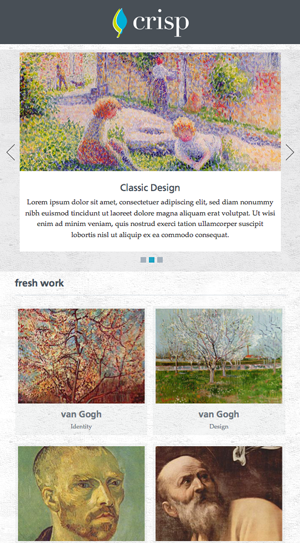 crisp
Classic Design
Lorem ipsum dolor sit amet, consectetuer adipiscing elit, sed diam nonummy
nibh euismod tincidunt ut laoreet dolore magna aliquam erat volutpat. Ut wisi
enim ad minim veniam, quis nostrud exerci tation ullamcorper suscipit
lobortis nisl ut aliquip ex ea commodo consequat.
fresh work
van Gogh
van Gogh
Identity
Design